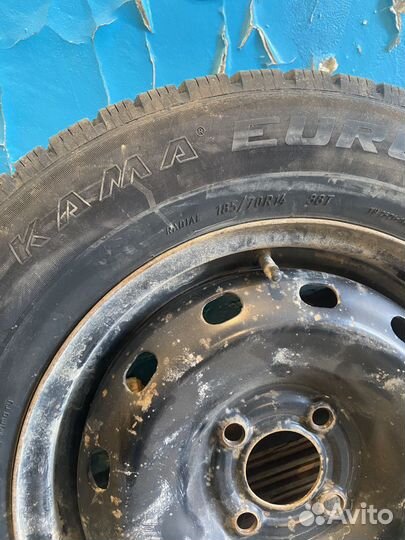 KAMA® EURO
RADIAL 185/70R14 88T
Avito